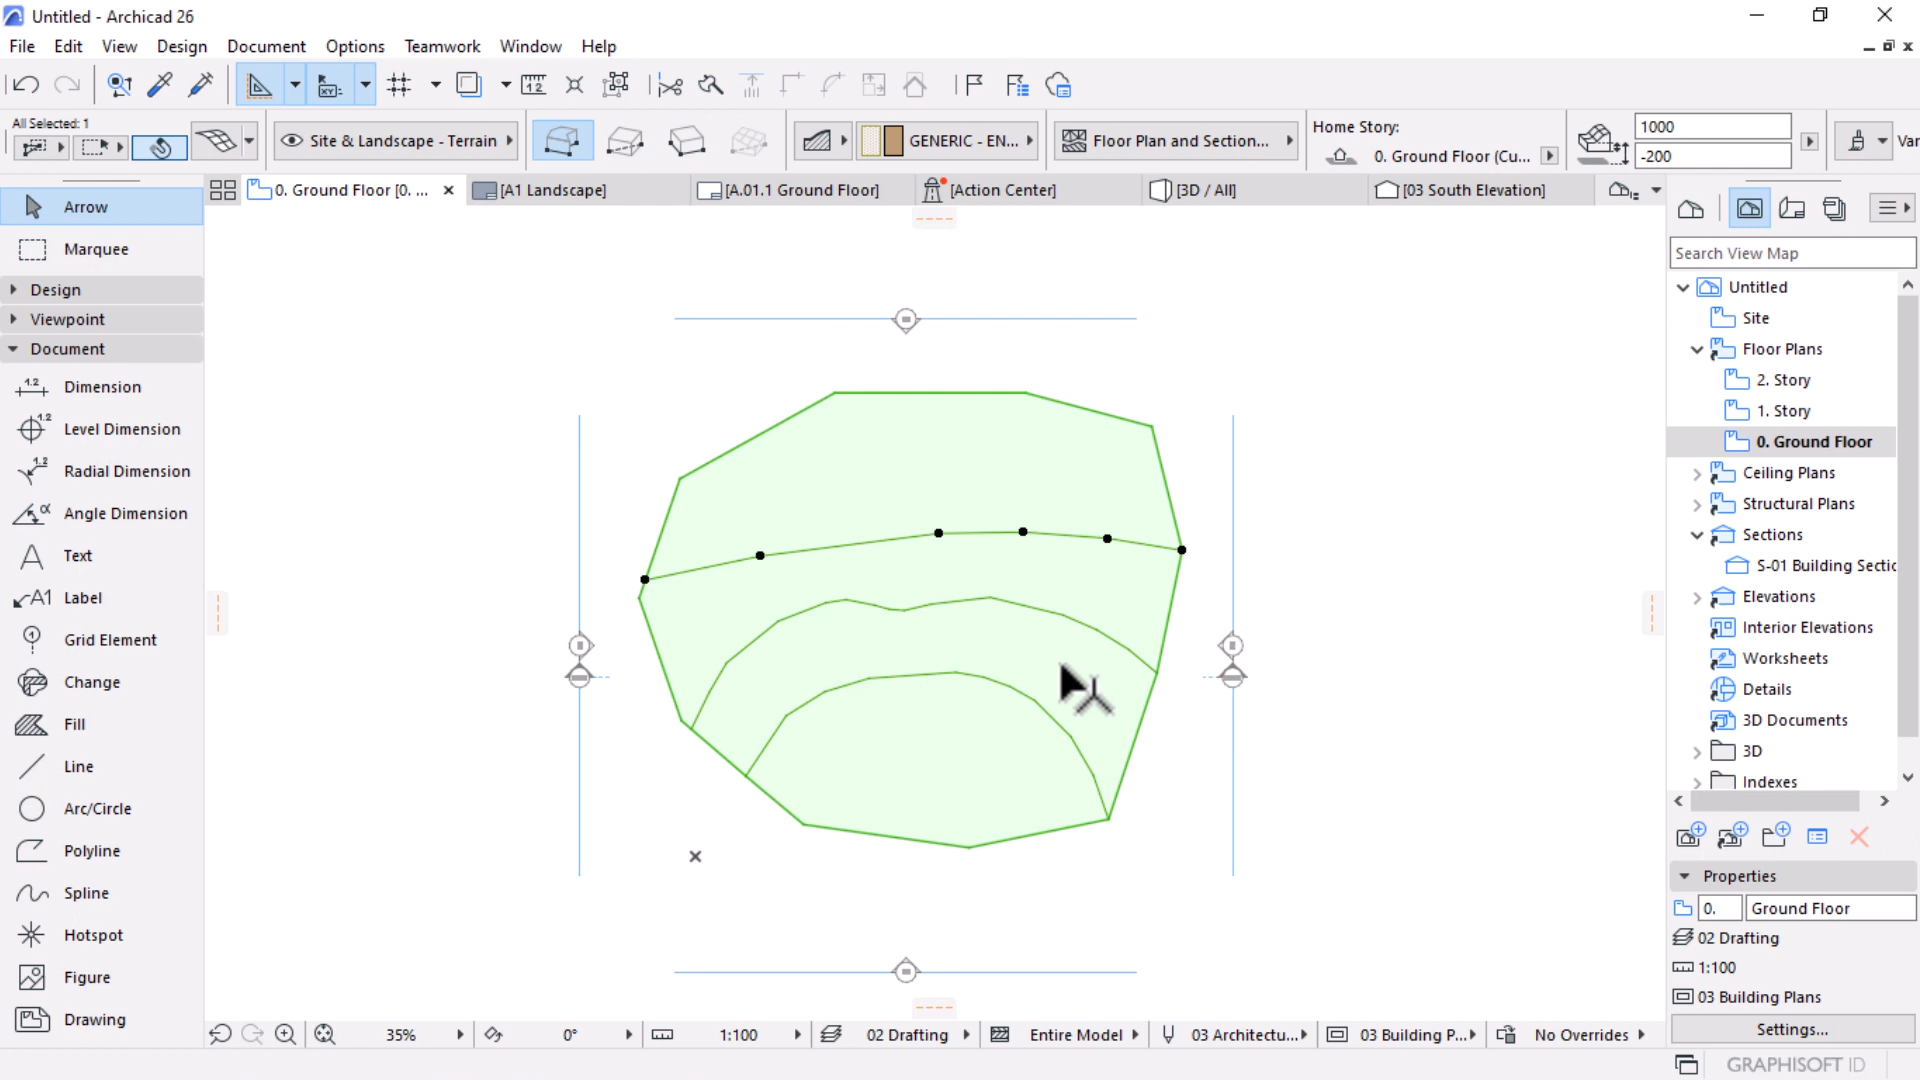 Untitled - Archicad 26
File Edit View Design Document Options Teamwork Window Help
All Selected: 1
Site & Landscape - Terrain
GENERIC - EN...
Floor Plan and Section...
Home Story:
0. Ground Floor (Cu...
1000
-200
Var
0. Ground Floor [0. ...
[A1 Landscape]
[A.01.1 Ground Floor]
[Action Center]
[3D / All]
[03 South Elevation]
Arrow
Marquee
Design
Viewpoint
Document
Dimension
Level Dimension
Radial Dimension
Angle Dimension
Text
Label
Grid Element
Change
Fill
Line
Arc/Circle
Polyline
Spline
Hotspot
Figure
Drawing
Search View Map
Untitled
Site
Floor Plans
2. Story
1. Story
0. Ground Floor
Ceiling Plans
Structural Plans
Sections
S-01 Building Sectic
Elevations
Interior Elevations
Worksheets
Details
3D Documents
3D
Indexes
Properties
0. Ground Floor
02 Drafting
1:100
03 Building Plans
Settings...
35% 0° 1:100 02 Drafting Entire Model 03 Architectu... 03 Building P... No Overrides
GRAPHISOFT ID